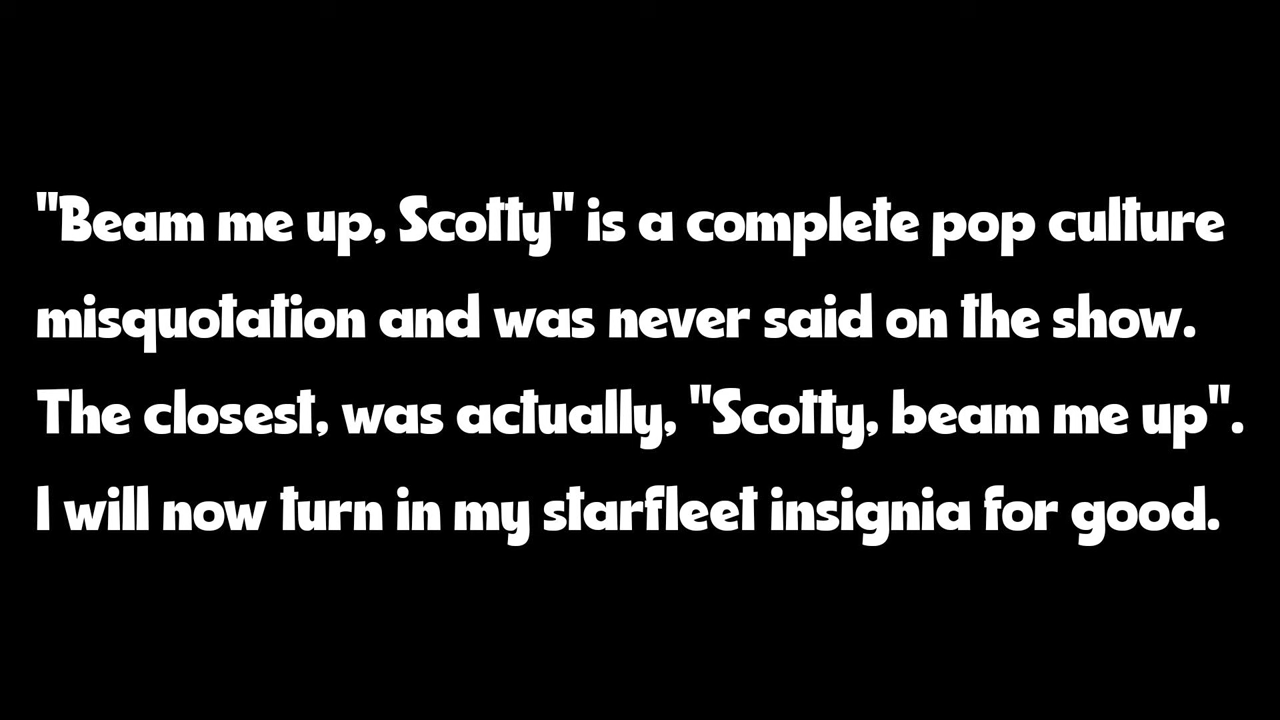 "Beam me up, Scotty" is a complete pop culture
misquotation and was never said on the show.
The closest, was actually, "Scotty, beam me up".
I will now turn in my starfleet insignia for good.